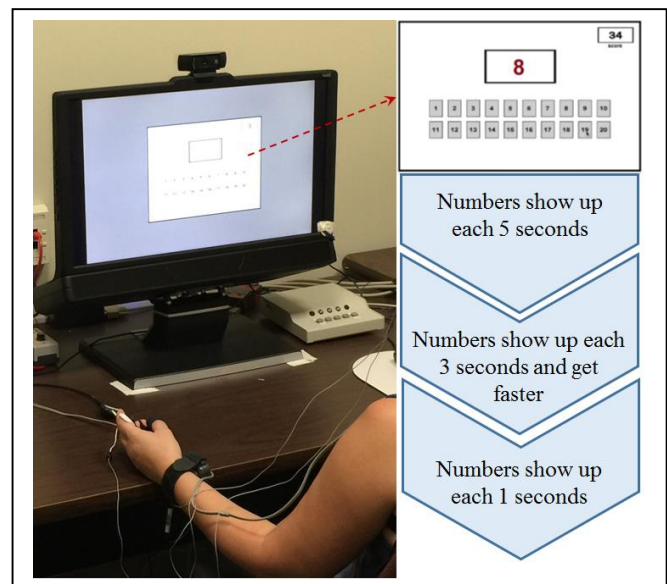 34
score
8
1 2 3 4 5 6 7 8 9 10
11 12 13 14 15 16 17 18 19 20
Numbers show up
each 5 seconds
Numbers show up each
3 seconds and get
faster
Numbers show up
each 1 seconds